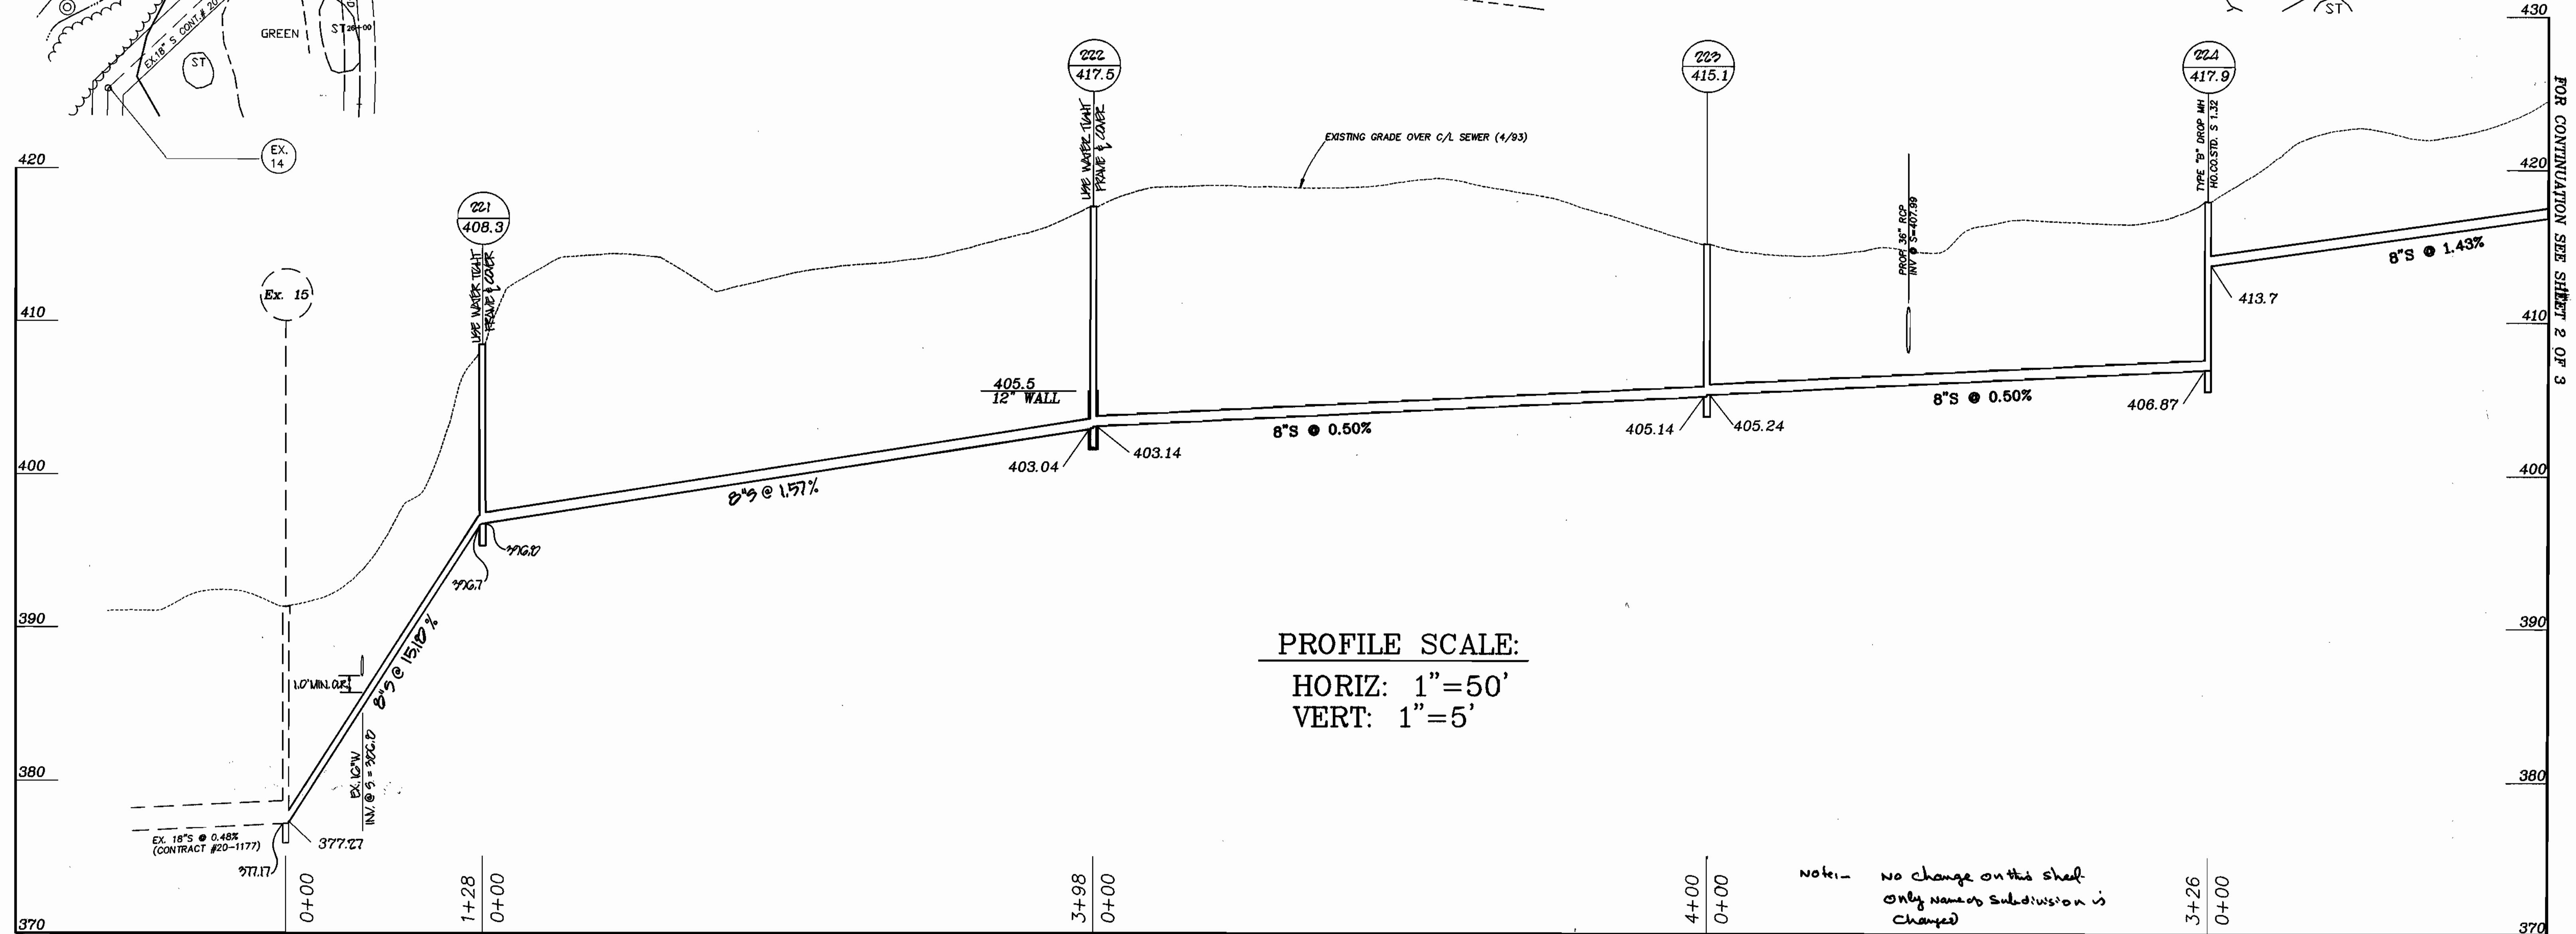 EX.18" S CONT.# 20
GREEN
ST
ST
26+00
ST
EX.
14
430
420
410
400
390
380
370
430
420
410
400
390
380
370
FOR CONTINUATION SEE SHEET 2 OF 3
Ex. 15
221
408.3
USE WATER TIGHT
FRAME & COVER
222
417.5
USE WATER TIGHT
FRAME & COVER
EXISTING GRADE OVER C/L SEWER (4/93)
223
415.1
PROP. 36" RCP
INV @ S=407.99
224
417.9
TYPE "B" DROP MH
HO.CO.STD. S 1.32
8"S @ 1.43%
413.7
405.5
12" WALL
8"S @ 1.57%
403.04
403.14
8"S @ 0.50%
405.14
405.24
8"S @ 0.50%
406.87
396.7
8"S @ 15.18%
1.0' MIN. CLR.
EX. 16"W
EX. 18"S @ 0.48%
(CONTRACT #20-1177)
377.17
377.27
PROFILE SCALE:
HORIZ: 1"=50'
VERT: 1"=5'
0+00
1+28
0+00
3+98
0+00
4+00
0+00
3+26
0+00
Note:- No change on this sheet
Only name of Subdivision is
Changed